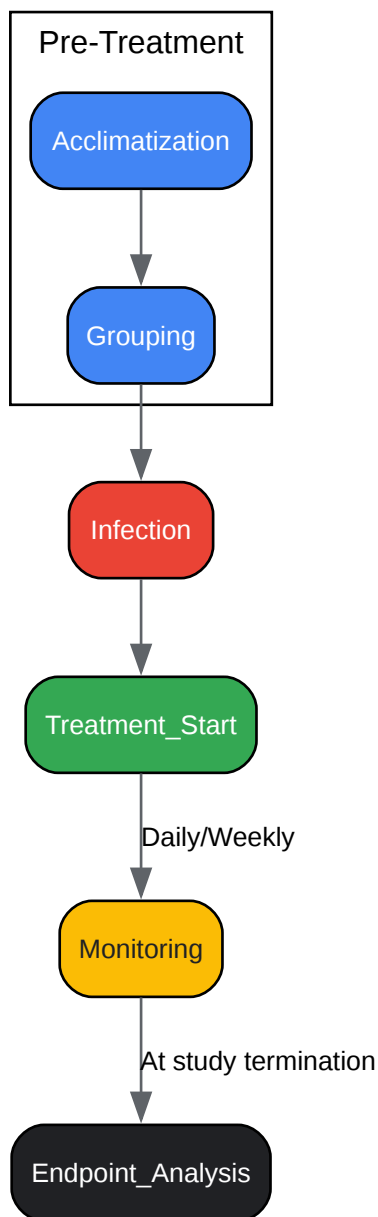 Pre-Treatment
Acclimatization
Grouping
Infection
Treatment_Start
Daily/Weekly
Monitoring
At study termination
Endpoint_Analysis